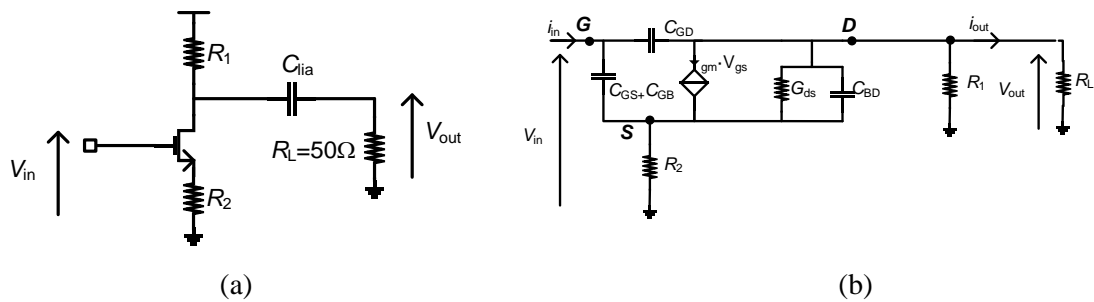 R1
Clia
Vin
RL=50Ω
Vout
R2
(a)
iin
G
CGD
D
iout
gm·Vgs
CGS+CGB
Gds
CBD
R1
Vout
RL
S
Vin
R2
(b)